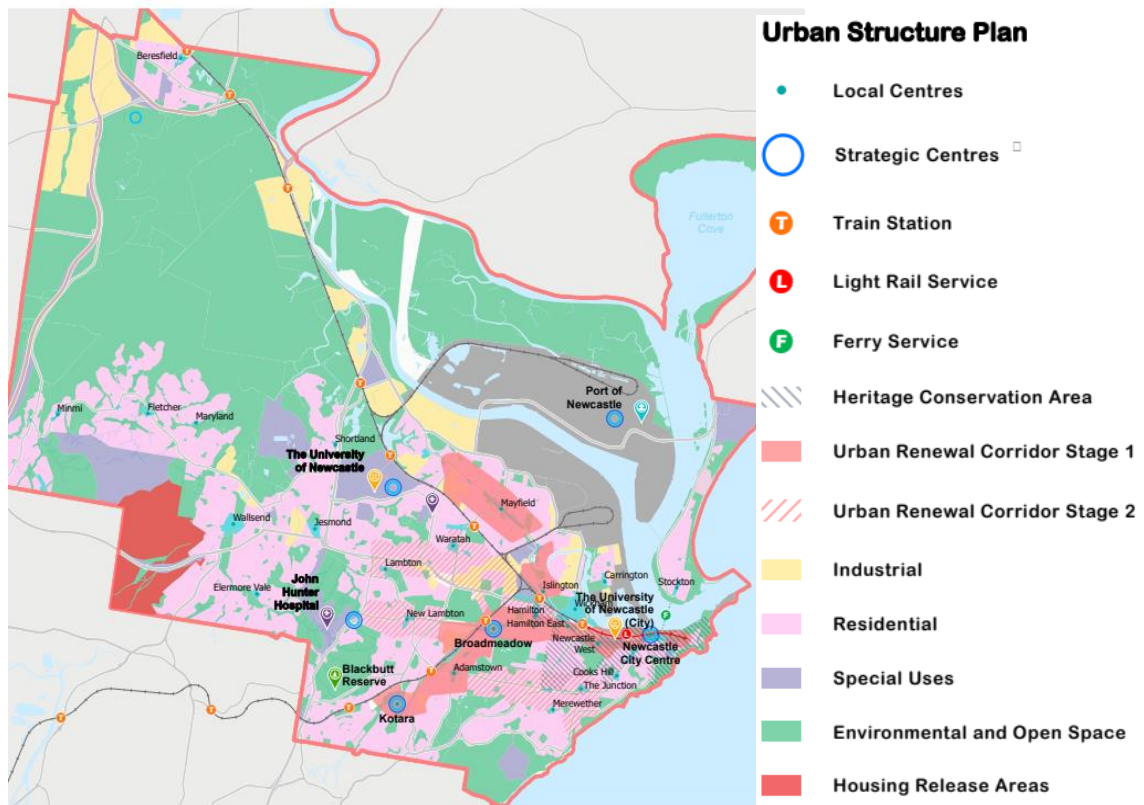 Urban Structure Plan
Local Centres
Strategic Centres
T
Train Station
L
Light Rail Service
F
Ferry Service
Heritage Conservation Area
Urban Renewal Corridor Stage 1
Urban Renewal Corridor Stage 2
Industrial
Residential
Special Uses
Environmental and Open Space
Housing Release Areas
Beresfield
T
T
T
Fullerton
Cove
T
Port of
Newcastle
Minmi
Fletcher
Maryland
Shortland
T
The University
of Newcastle
Mayfield
Wallsend
Jesmond
T
Waratah
Lambton
Elermore Vale
John
Hunter
Hospital
Islington
Carrington
Stockton
T
Wickham
The University
of Newcastle
(City)
F
New Lambton
Hamilton
T
Hamilton East
T
L
Broadmeadow
Newcastle
West
Newcastle
City Centre
Blackbutt
Reserve
Adamstown
T
Cooks Hill
The Junction
Merewether
Kotara
T
T
T